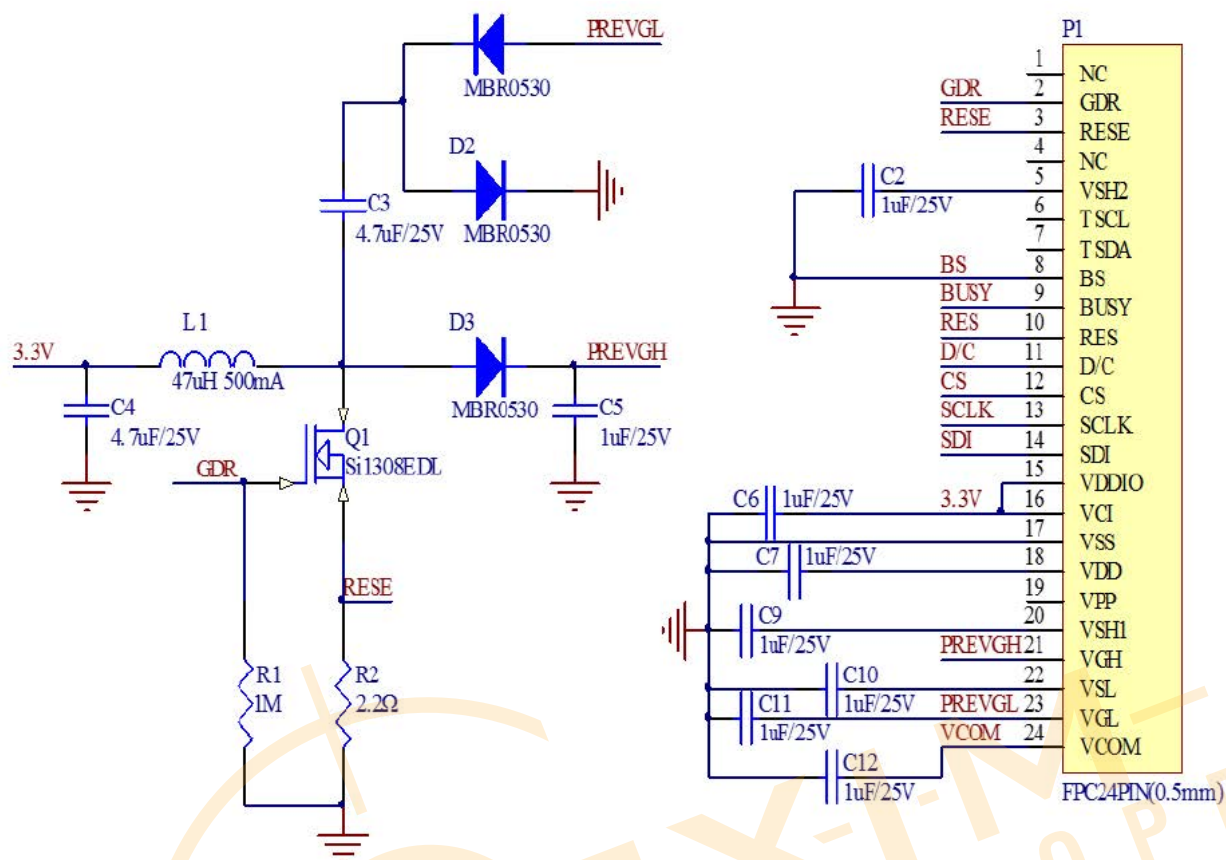 PREVGL
MBR0530
D2
MBR0530
C3
4.7uF/25V
L1
3.3V
47uH 500mA
D3
PREVGH
MBR0530
C4
4.7uF/25V
C5
1uF/25V
Q1
Si1308EDL
GDR
RESE
R1
1M
R2
2.2Ω
P1
1 NC
GDR 2 GDR
RESE 3 RESE
4 NC
C2
1uF/25V
5 VSH2
6 TSCL
7 TSDA
BS 8 BS
BUSY 9 BUSY
RES 10 RES
D/C 11 D/C
CS 12 CS
SCLK 13 SCLK
SDI 14 SDI
15 VDDIO
C6 1uF/25V 3.3V 16 VCI
17 VSS
C7 1uF/25V 18 VDD
19 VPP
C9
1uF/25V
20 VSH1
PREVGH 21 VGH
C10
1uF/25V
22 VSL
C11
1uF/25V
PREVGL 23 VGL
VCOM 24 VCOM
C12
1uF/25V
FPC24PIN(0.5mm)